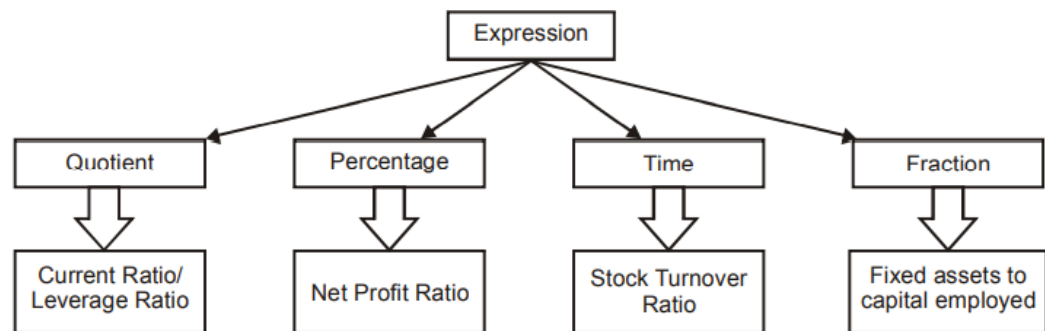 Expression
Quotient
Percentage
Time
Fraction
Current Ratio/
Leverage Ratio
Net Profit Ratio
Stock Turnover
Ratio
Fixed assets to
capital employed